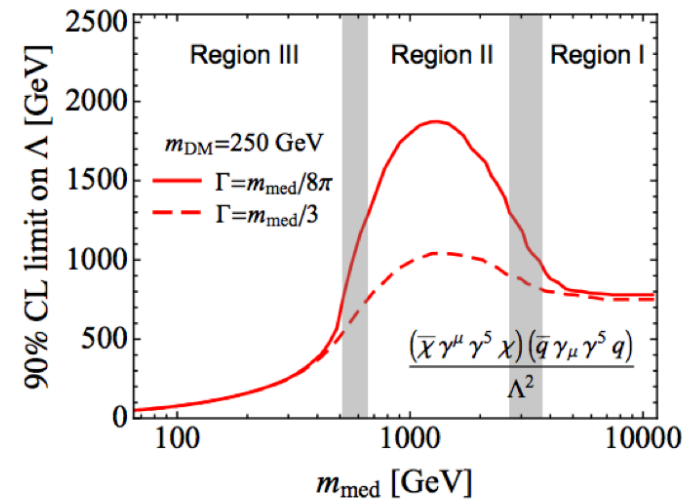 90% CL limit on Λ [GeV]
2500
2000
1500
1000
500
0
Region III
Region II
Region I
m_DM=250 GeV
Γ=m_med/8π
Γ=m_med/3
(χ̄ γ^μ γ^5 χ) (q̄ γ_μ γ^5 q)
Λ^2
100
1000
10000
m_med [GeV]